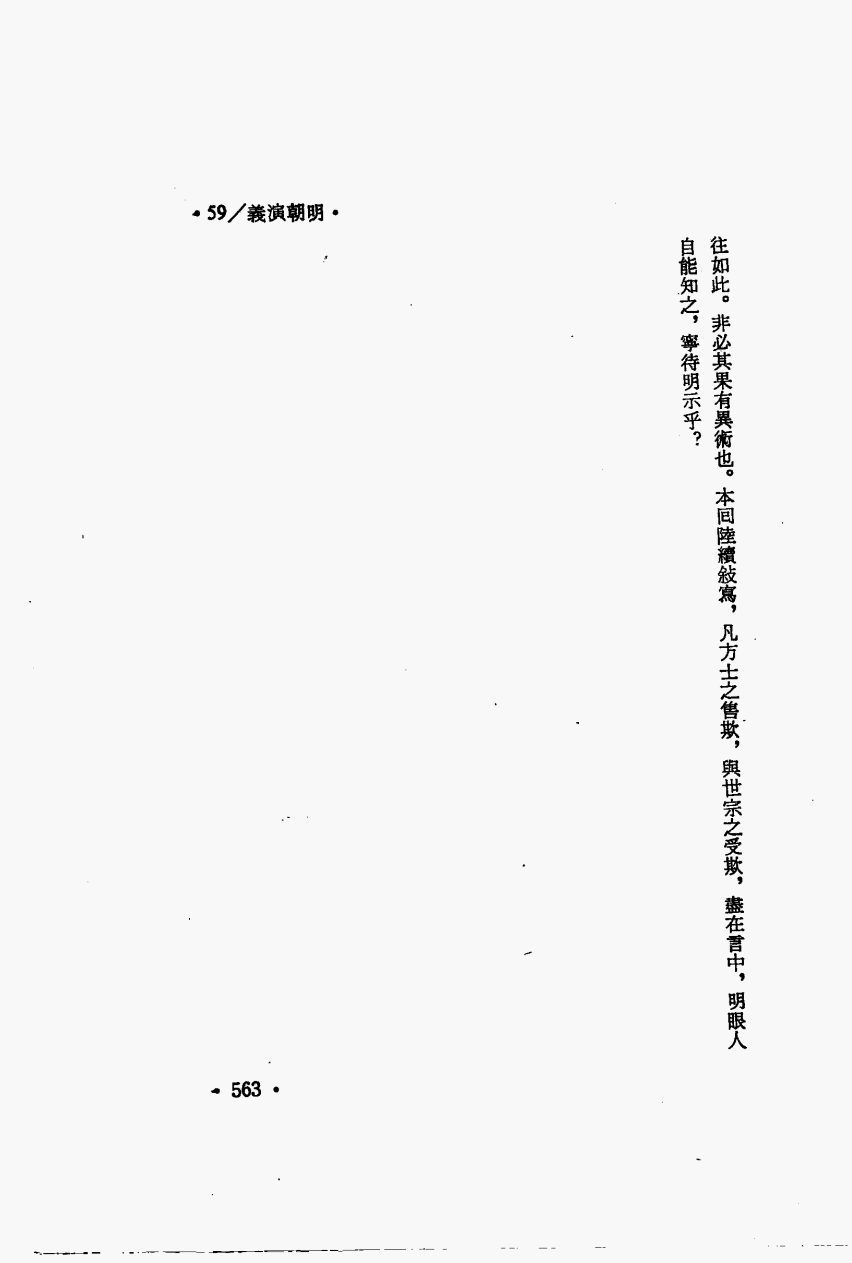 • 59／義演朝明 •
往如此。非必其果有異術也。本回陸續敍寫，凡方士之售欺，與世宗之受欺，盡在言中，明眼人
自能知之，寧待明示乎？
• 563 •